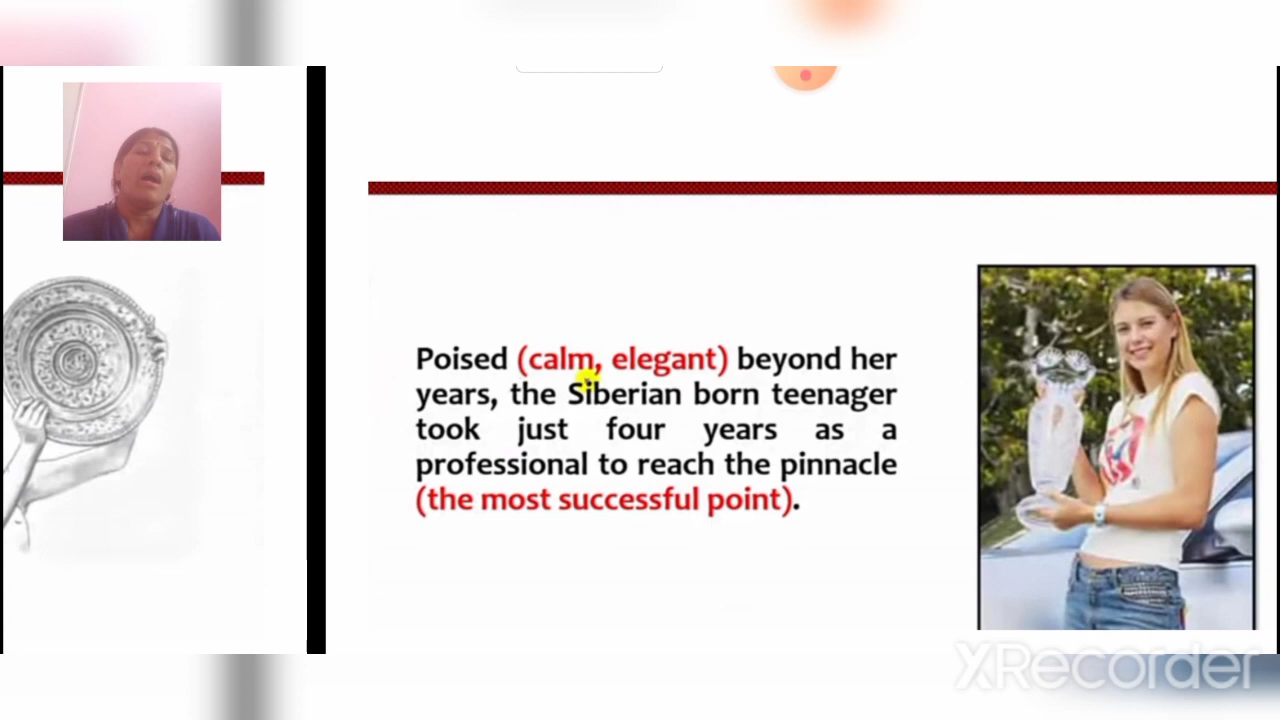 Poised (calm, elegant) beyond her
years, the Siberian born teenager
took just four years as a
professional to reach the pinnacle
(the most successful point).
XRecorder